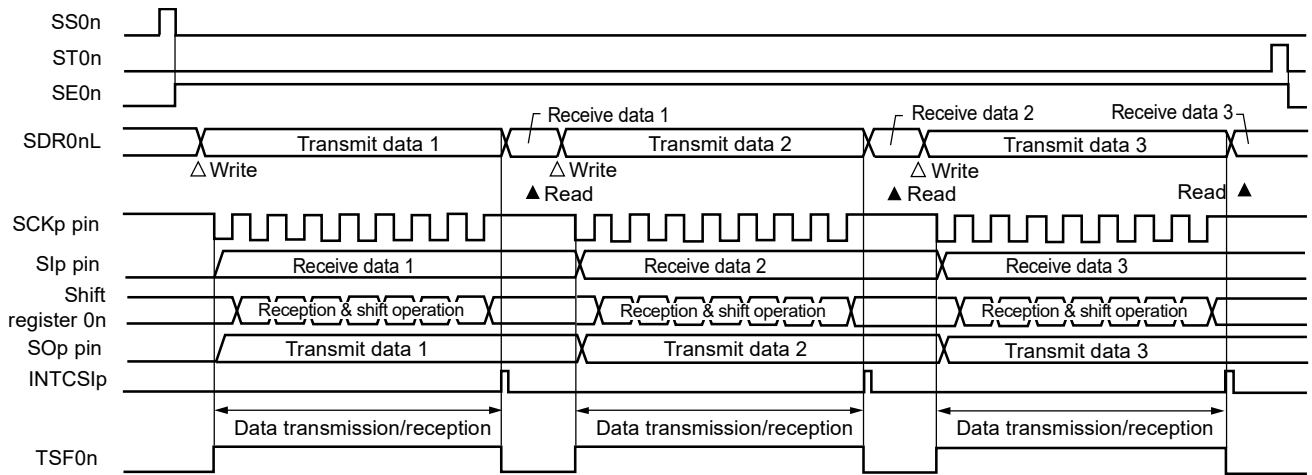 SS0n
ST0n
SE0n
Receive data 1
Receive data 2
Receive data 3
SDR0nL
Transmit data 1
Transmit data 2
Transmit data 3
△ Write
△ Write
△ Write
▲ Read
▲ Read
Read ▲
SCKp pin
SIp pin
Receive data 1
Receive data 2
Receive data 3
Shift
register 0n
Reception & shift operation
Reception & shift operation
Reception & shift operation
SOp pin
Transmit data 1
Transmit data 2
Transmit data 3
INTCSIp
Data transmission/reception
Data transmission/reception
Data transmission/reception
TSF0n